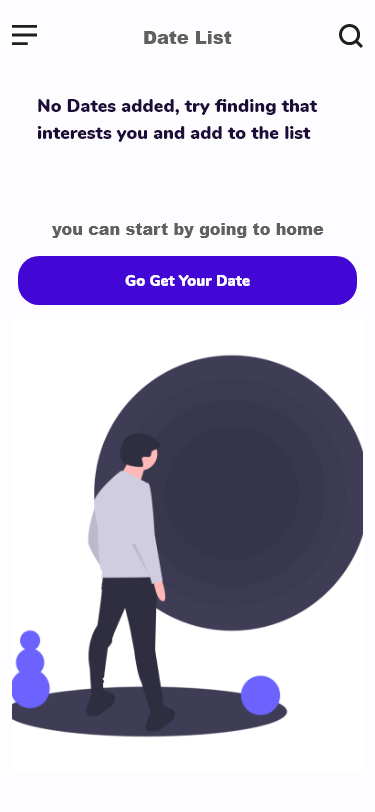 Date List
No Dates added, try finding that
interests you and add to the list
you can start by going to home
Go Get Your Date